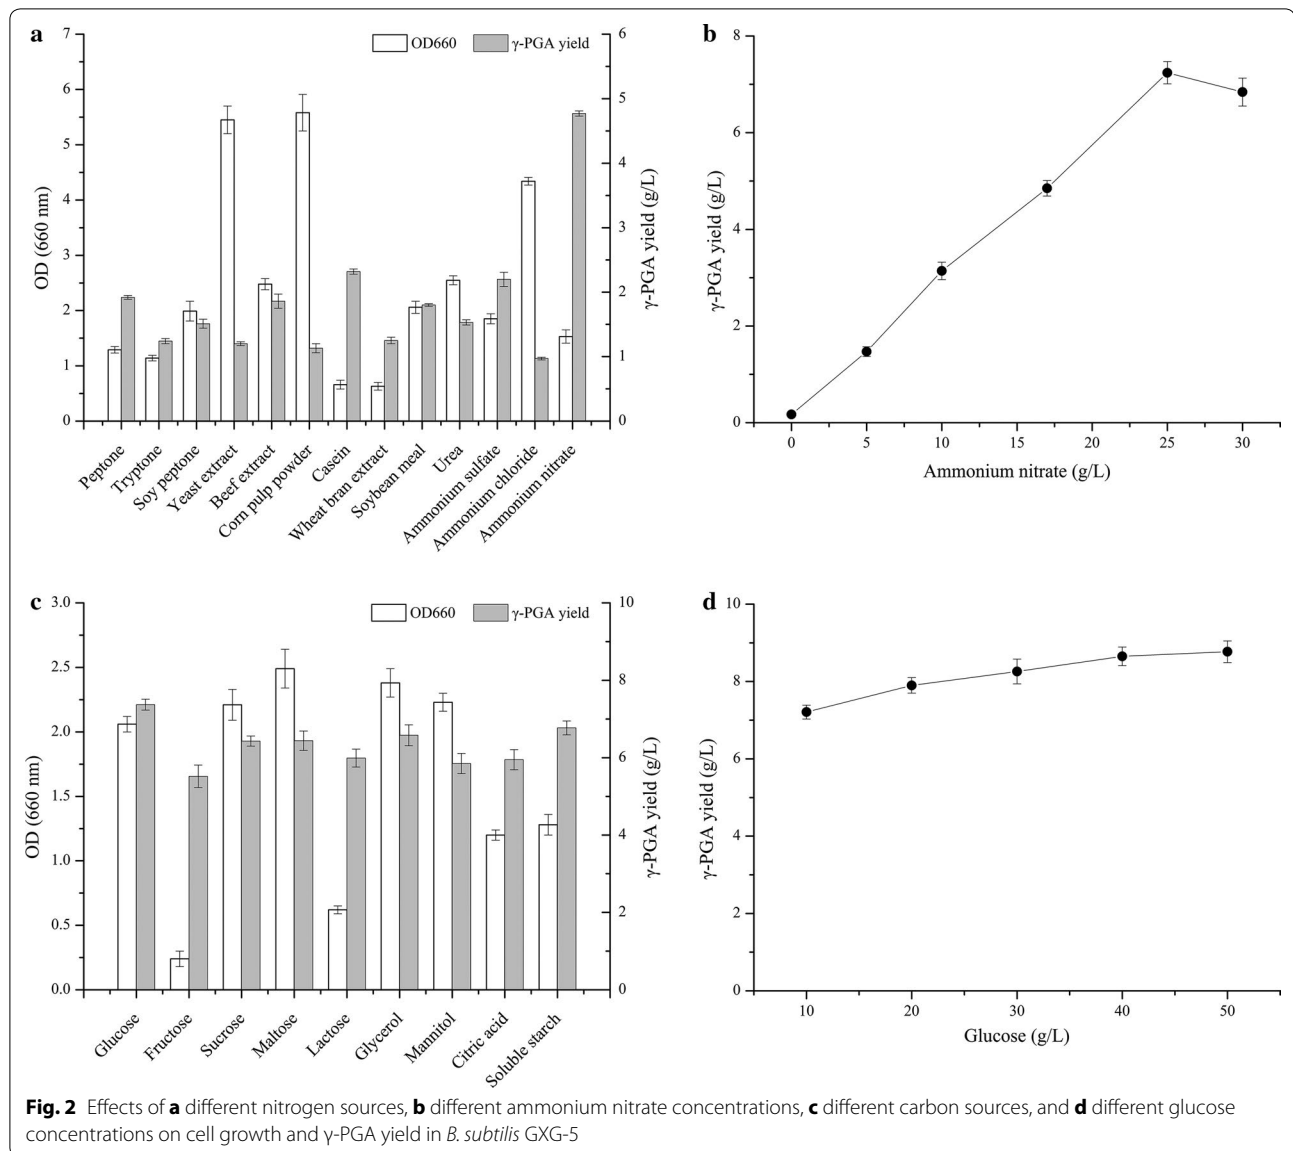 a
OD660
γ-PGA yield
7
6
5
4
3
2
1
0
OD (660 nm)
6
5
4
3
2
1
0
γ-PGA yield (g/L)
Peptone
Tryptone
Soy peptone
Yeast extract
Beef extract
Corn pulp powder
Casein
Wheat bran extract
Soybean meal
Urea
Ammonium sulfate
Ammonium chloride
Ammonium nitrate
b
8
6
4
2
0
γ-PGA yield (g/L)
0 5 10 15 20 25 30
Ammonium nitrate (g/L)
c
OD660
γ-PGA yield
3.0
2.5
2.0
1.5
1.0
0.5
0.0
OD (660 nm)
10
8
6
4
2
0
γ-PGA yield (g/L)
Glucose
Fructose
Sucrose
Maltose
Lactose
Glycerol
Mannitol
Citric acid
Soluble starch
d
10
8
6
4
2
0
γ-PGA yield (g/L)
10 20 30 40 50
Glucose (g/L)
Fig. 2 Effects of a different nitrogen sources, b different ammonium nitrate concentrations, c different carbon sources, and d different glucose
concentrations on cell growth and γ-PGA yield in B. subtilis GXG-5